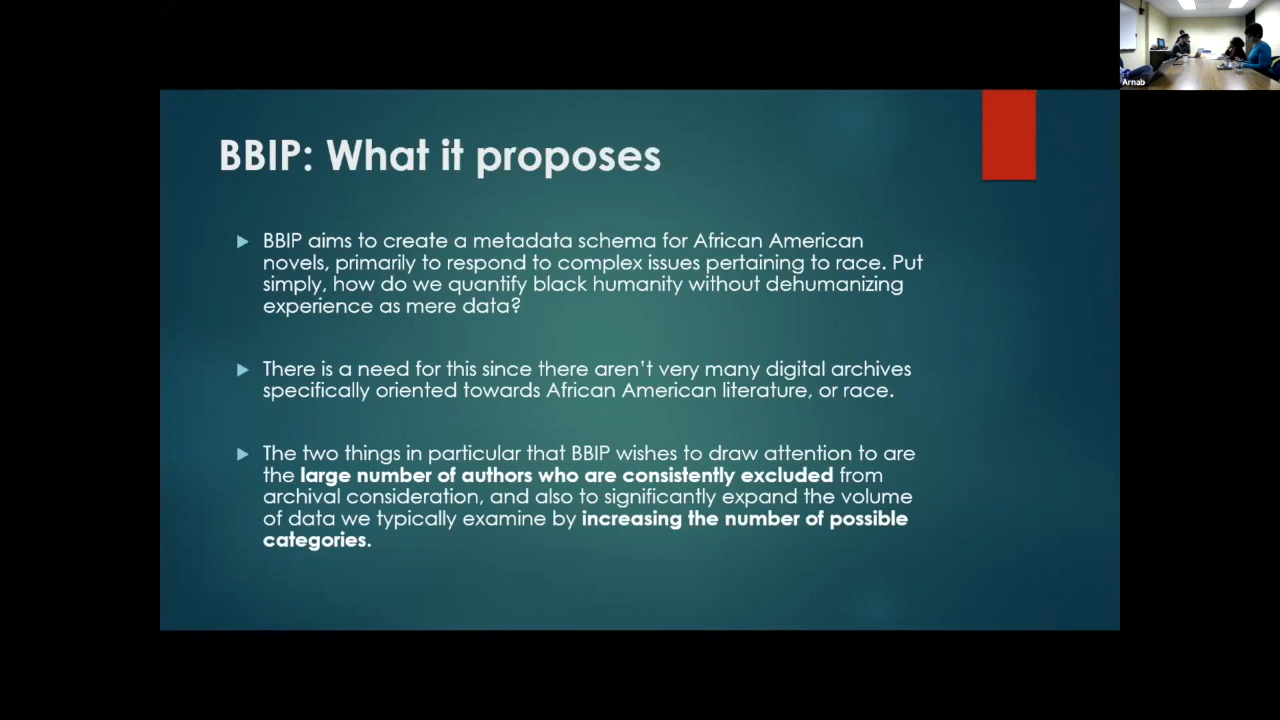 Arnab
BBIP: What it proposes
BBIP aims to create a metadata schema for African American
novels, primarily to respond to complex issues pertaining to race. Put
simply, how do we quantify black humanity without dehumanizing
experience as mere data?
There is a need for this since there aren’t very many digital archives
specifically oriented towards African American literature, or race.
The two things in particular that BBIP wishes to draw attention to are
the large number of authors who are consistently excluded from
archival consideration, and also to significantly expand the volume
of data we typically examine by increasing the number of possible
categories.